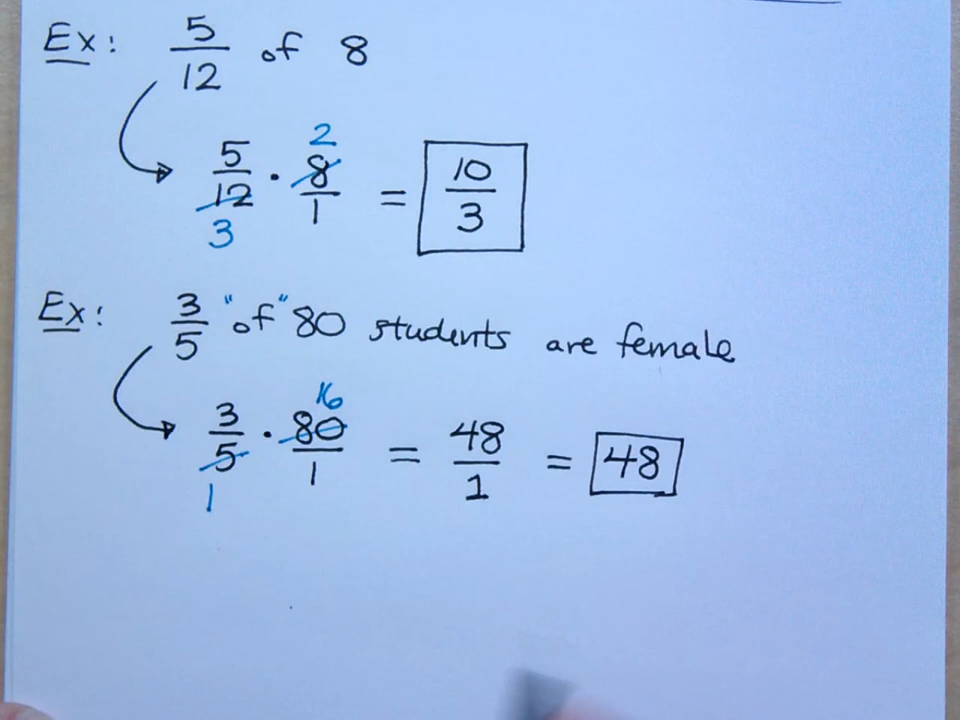 Ex: 5/12 of 8
5/12 · 8/1 = 10/3
2
3
Ex: 3/5 "of" 80 students are female
3/5 · 80/1 = 48/1 = 48
16
1